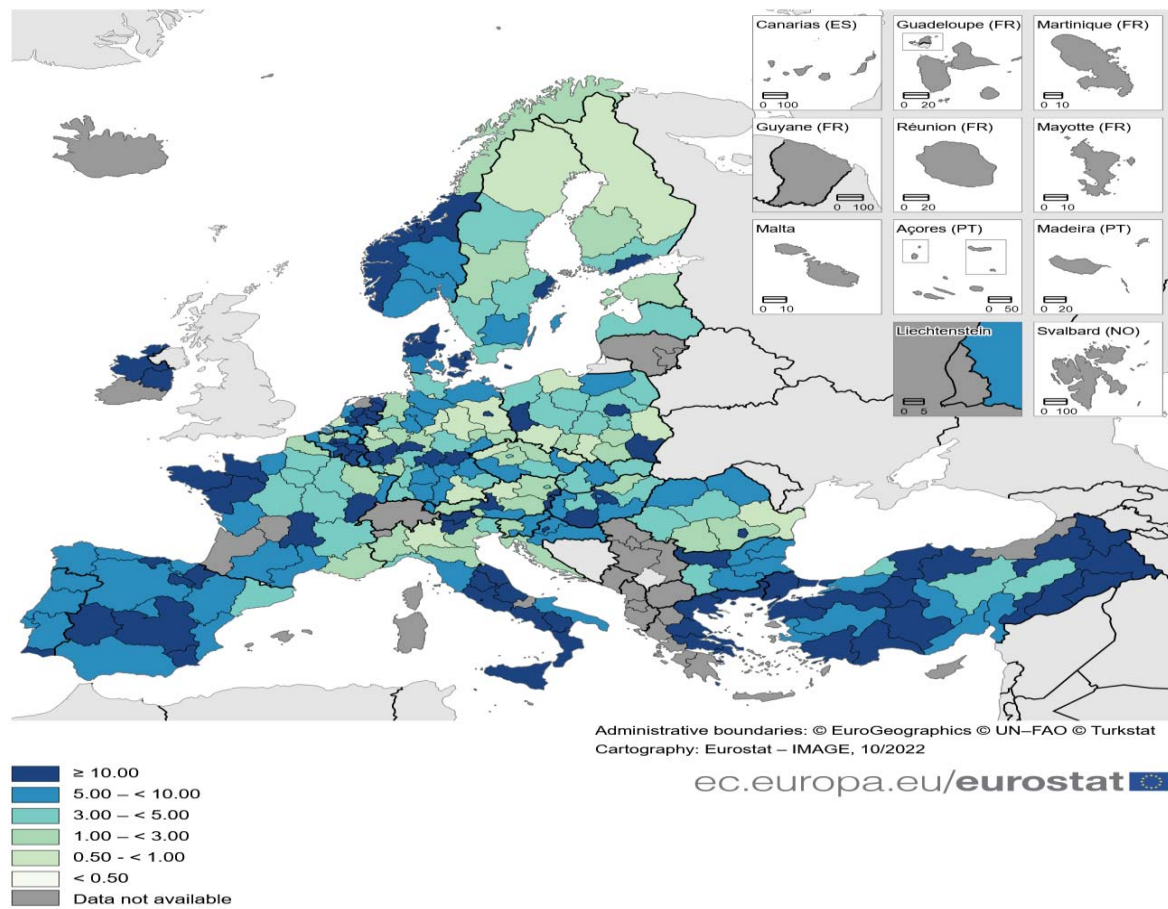 Canarias (ES)
0 100
Guadeloupe (FR)
0 20
Martinique (FR)
0 10
Guyane (FR)
0 100
Réunion (FR)
0 20
Mayotte (FR)
0 10
Malta
0 10
Açores (PT)
0 50
Madeira (PT)
0 20
Liechtenstein
0 5
Svalbard (NO)
0 100
Administrative boundaries: © EuroGeographics © UN–FAO © Turkstat
Cartography: Eurostat – IMAGE, 10/2022
ec.europa.eu/eurostat
≥ 10.00
5.00 – < 10.00
3.00 – < 5.00
1.00 – < 3.00
0.50 - < 1.00
< 0.50
Data not available